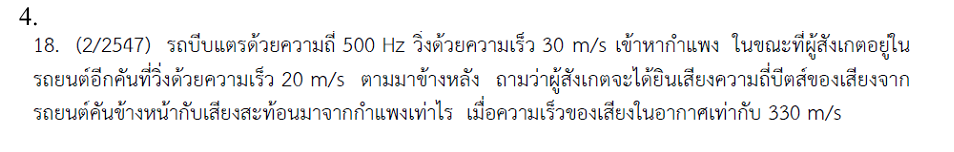 4.
18. (2/2547) รถบีบแตรด้วยความถี่ 500 Hz วิ่งด้วยความเร็ว 30 m/s เข้าหากำแพง ในขณะที่ผู้สังเกตอยู่ใน
รถยนต์อีกคันที่วิ่งด้วยความเร็ว 20 m/s ตามมาข้างหลัง ถามว่าผู้สังเกตจะได้ยินเสียงความถี่บีตส์ของเสียงจาก
รถยนต์คันข้างหน้ากับเสียงสะท้อนมาจากกำแพงเท่าไร เมื่อความเร็วของเสียงในอากาศเท่ากับ 330 m/s